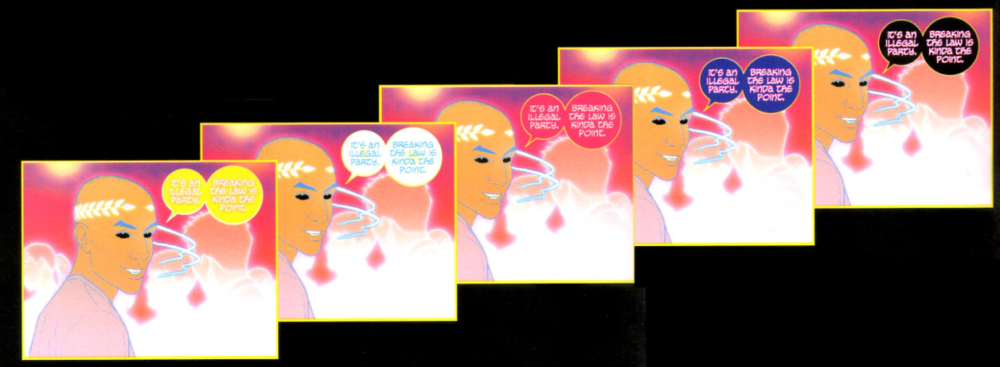 IT'S AN
ILLEGAL
PARTY.
BREAKING
THE LAW IS
KINDA THE
POINT.
IT'S AN
ILLEGAL
PARTY.
BREAKING
THE LAW IS
KINDA THE
POINT.
IT'S AN
ILLEGAL
PARTY.
BREAKING
THE LAW IS
KINDA THE
POINT.
IT'S AN
ILLEGAL
PARTY.
BREAKING
THE LAW IS
KINDA THE
POINT.
IT'S AN
ILLEGAL
PARTY.
BREAKING
THE LAW IS
KINDA THE
POINT.